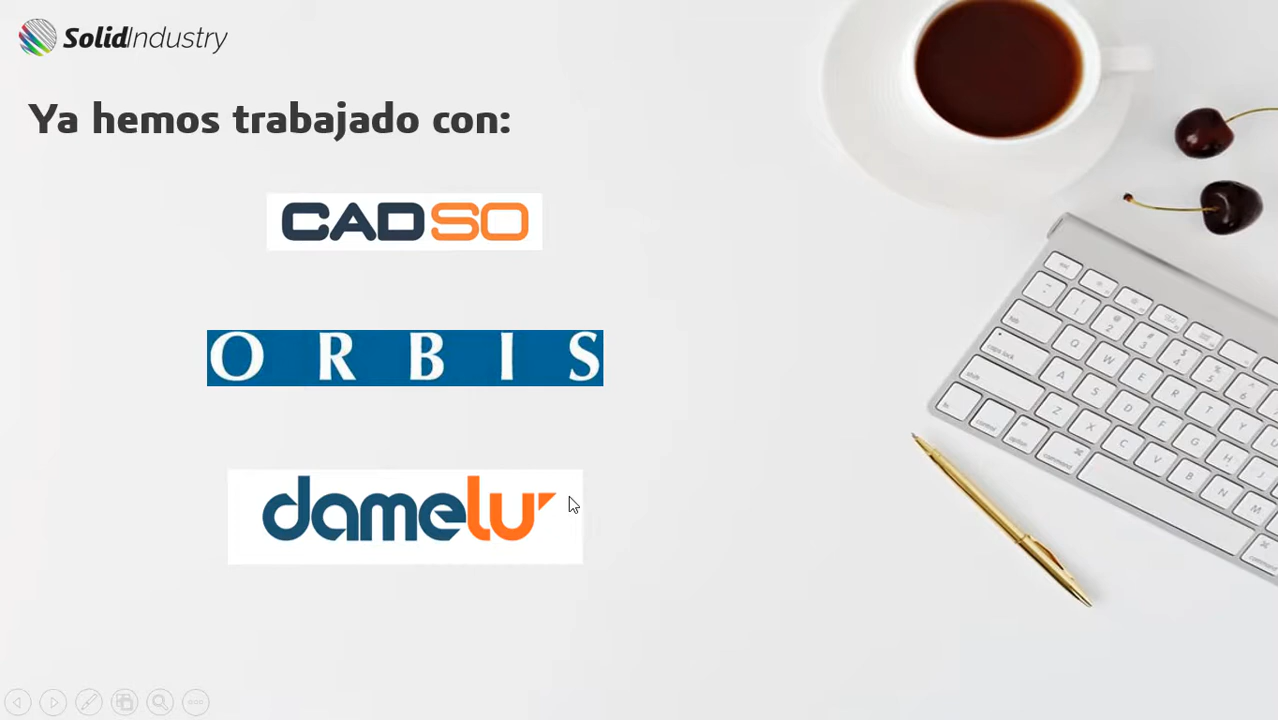 SolidIndustry
Ya hemos trabajado con:
CADSO
ORBIS
damelu